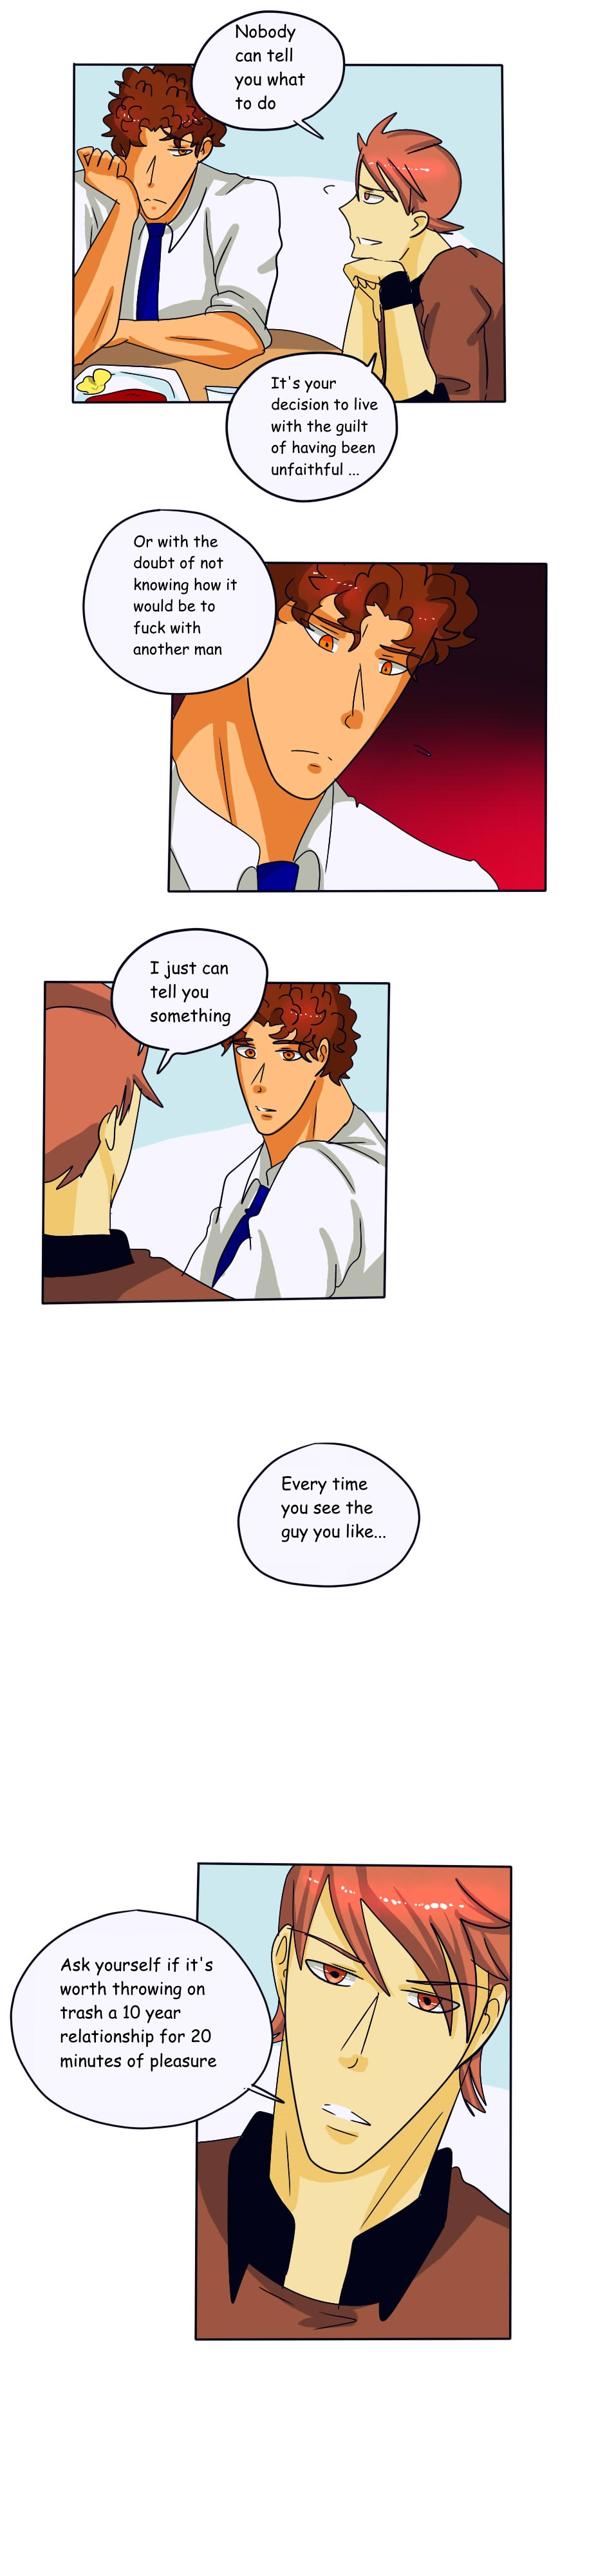 Nobody
can tell
you what
to do
It's your
decision to live
with the guilt
of having been
unfaithful ...
Or with the
doubt of not
knowing how it
would be to
fuck with
another man
I just can
tell you
something
Every time
you see the
guy you like...
Ask yourself if it's
worth throwing on
trash a 10 year
relationship for 20
minutes of pleasure